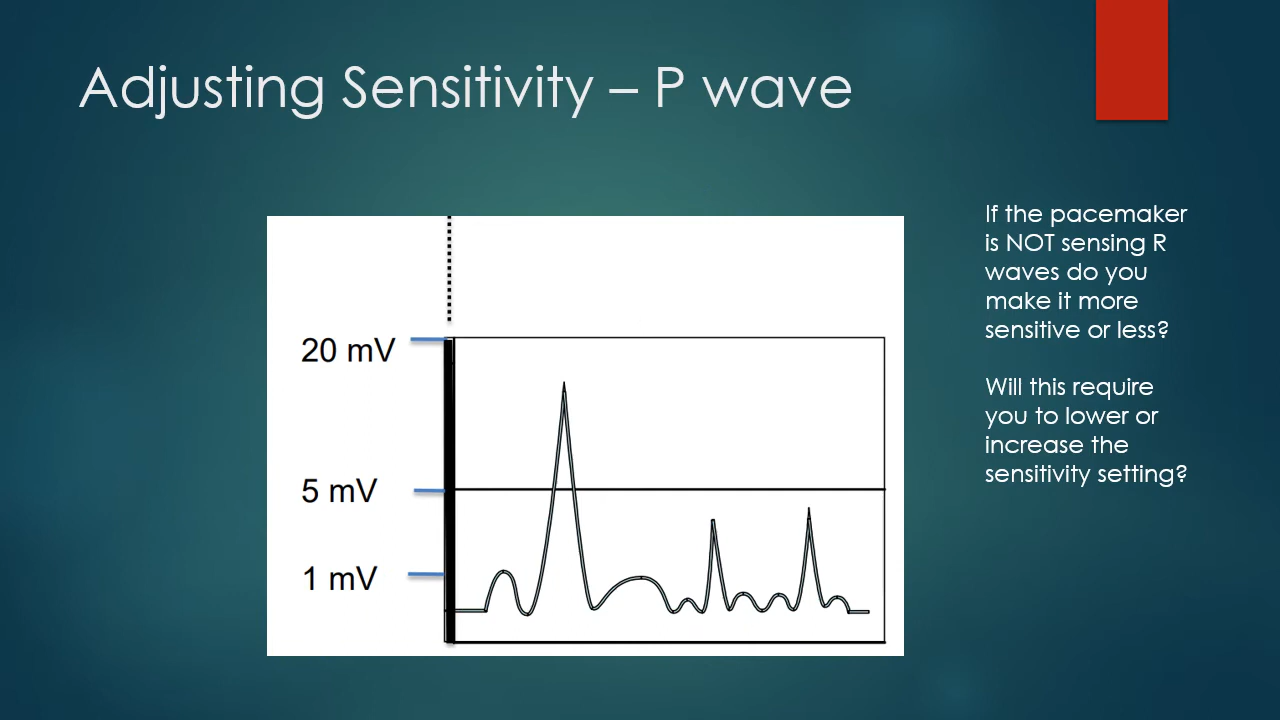 Adjusting Sensitivity – P wave
20 mV
5 mV
1 mV
If the pacemaker
is NOT sensing R
waves do you
make it more
sensitive or less?
Will this require
you to lower or
increase the
sensitivity setting?